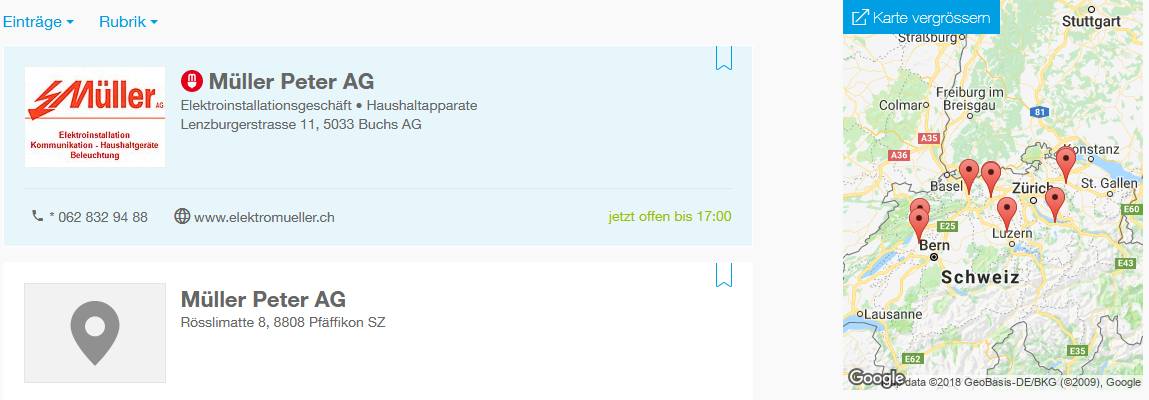 Einträge
Rubrik
Müller AG
Elektroinstallation
Kommunikation - Haushaltgeräte
Beleuchtung
m
Müller Peter AG
Elektroinstallationsgeschäft • Haushaltapparate
Lenzburgerstrasse 11, 5033 Buchs AG
* 062 832 94 88
www.elektromueller.ch
jetzt offen bis 17:00
Müller Peter AG
Rösslimatte 8, 8808 Pfäffikon SZ
Karte vergrössern
Stuttgart
Straßburg
Freiburg im
Breisgau
Colmar
81
A35
A36
Konstanz
Basel
Zürich
St. Gallen
E60
E25
Luzern
Bern
E43
Schweiz
Lausanne
E35
E62
Google
data ©2018 GeoBasis-DE/BKG (©2009), Google